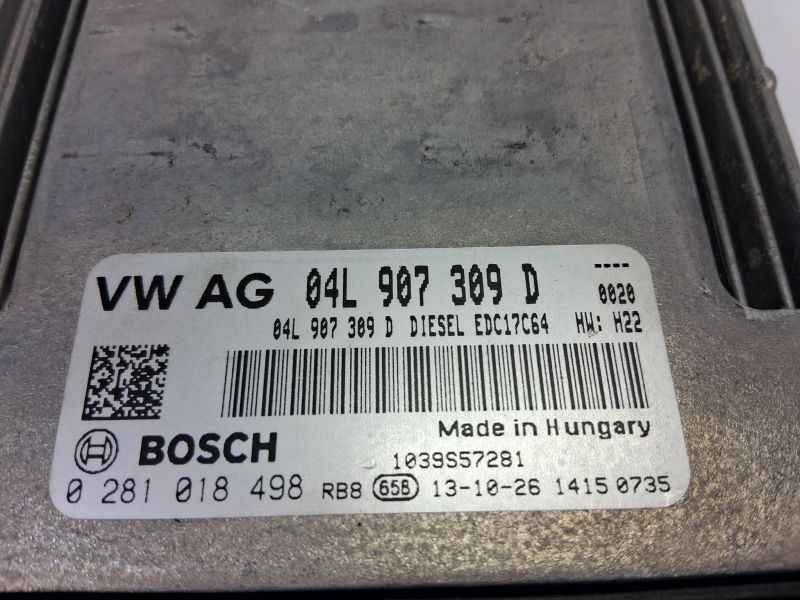 VW AG 04L 907 309 D ----
0020
04L 907 309 D DIESEL EDC17C64 HW: H22
Made in Hungary
BOSCH 1039S57281
0 281 018 498 RB8 65B 13-10-26 1415 0735